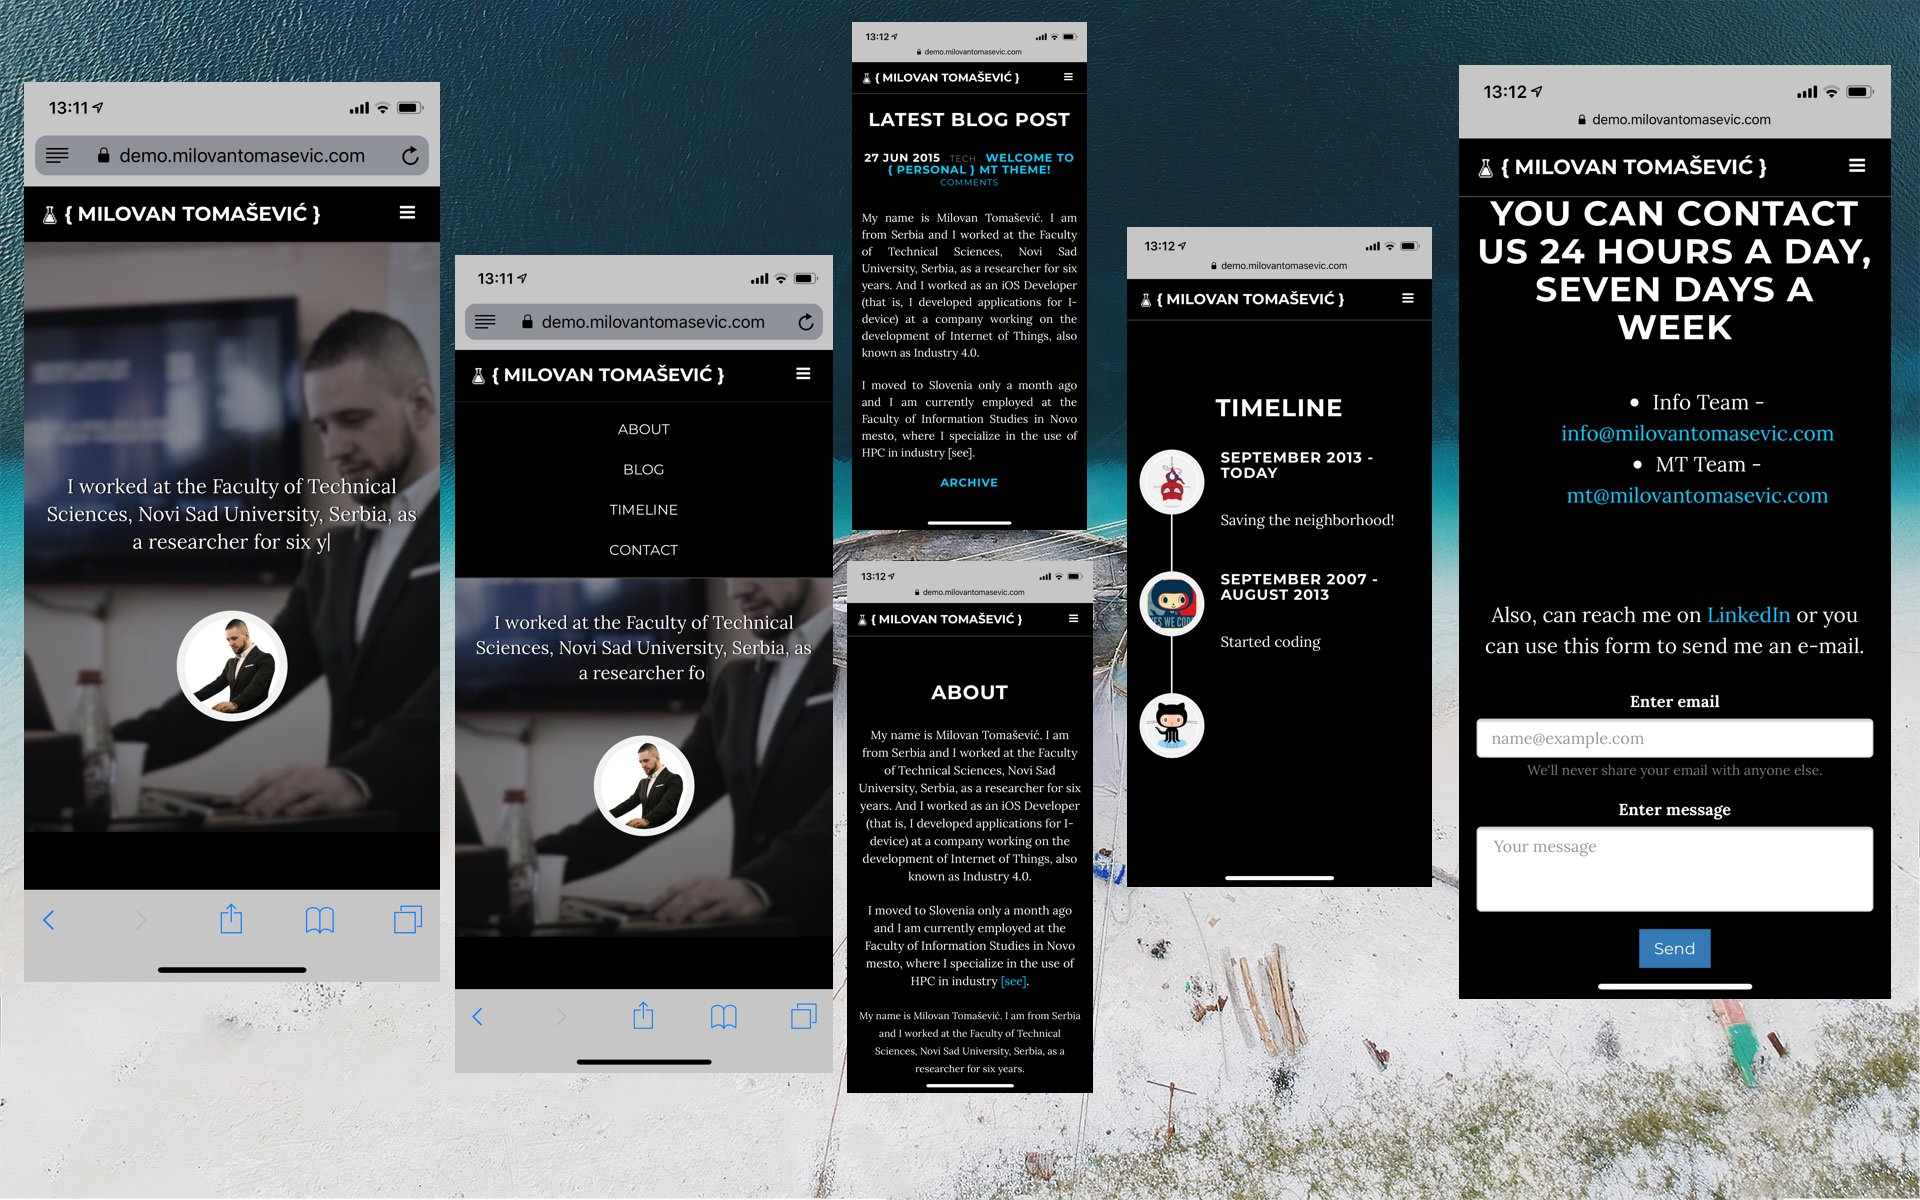 13:11
demo.milovantomasevic.com
{ MILOVAN TOMAŠEVIĆ }
I worked at the Faculty of Technical
Sciences, Novi Sad University, Serbia, as
a researcher for six y|
13:11
demo.milovantomasevic.com
{ MILOVAN TOMAŠEVIĆ }
ABOUT
BLOG
TIMELINE
CONTACT
I worked at the Faculty of Technical
Sciences, Novi Sad University, Serbia, as
a researcher fo
13:12
demo.milovantomasevic.com
{ MILOVAN TOMAŠEVIĆ }
LATEST BLOG POST
27 JUN 2015 . TECH . WELCOME TO
{ PERSONAL } MT THEME!
COMMENTS
My name is Milovan Tomašević. I am
from Serbia and I worked at the Faculty
of Technical Sciences, Novi Sad
University, Serbia, as a researcher for six
years. And I worked as an iOS Developer
(that is, I developed applications for I-
device) at a company working on the
development of Internet of Things, also
known as Industry 4.0.
I moved to Slovenia only a month ago
and I am currently employed at the
Faculty of Information Studies in Novo
mesto, where I specialize in the use of
HPC in industry [see].
ARCHIVE
13:12
demo.milovantomasevic.com
{ MILOVAN TOMAŠEVIĆ }
ABOUT
My name is Milovan Tomašević. I am
from Serbia and I worked at the Faculty
of Technical Sciences, Novi Sad
University, Serbia, as a researcher for six
years. And I worked as an iOS Developer
(that is, I developed applications for I-
device) at a company working on the
development of Internet of Things, also
known as Industry 4.0.
I moved to Slovenia only a month ago
and I am currently employed at the
Faculty of Information Studies in Novo
mesto, where I specialize in the use of
HPC in industry [see].
My name is Milovan Tomašević. I am from Serbia
and I worked at the Faculty of Technical
Sciences, Novi Sad University, Serbia, as a
researcher for six years.
13:12
demo.milovantomasevic.com
{ MILOVAN TOMAŠEVIĆ }
TIMELINE
SEPTEMBER 2013 -
TODAY
Saving the neighborhood!
SEPTEMBER 2007 -
AUGUST 2013
Started coding
WE CODE
13:12
demo.milovantomasevic.com
{ MILOVAN TOMAŠEVIĆ }
YOU CAN CONTACT
US 24 HOURS A DAY,
SEVEN DAYS A
WEEK
• Info Team -
info@milovantomasevic.com
• MT Team -
mt@milovantomasevic.com
Also, can reach me on LinkedIn or you
can use this form to send me an e-mail.
Enter email
name@example.com
We'll never share your email with anyone else.
Enter message
Your message
Send